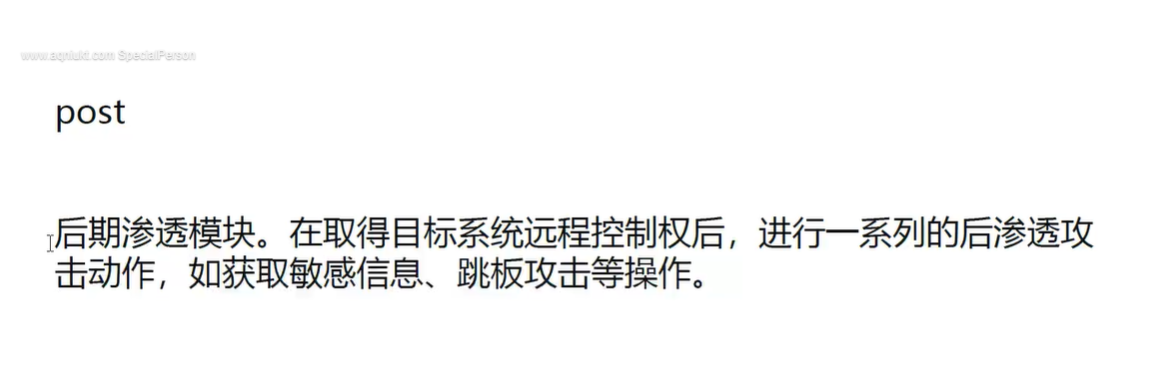 www.aqniukt.com SpecialPerson
post
后期渗透模块。在取得目标系统远程控制权后，进行一系列的后渗透攻
击动作，如获取敏感信息、跳板攻击等操作。